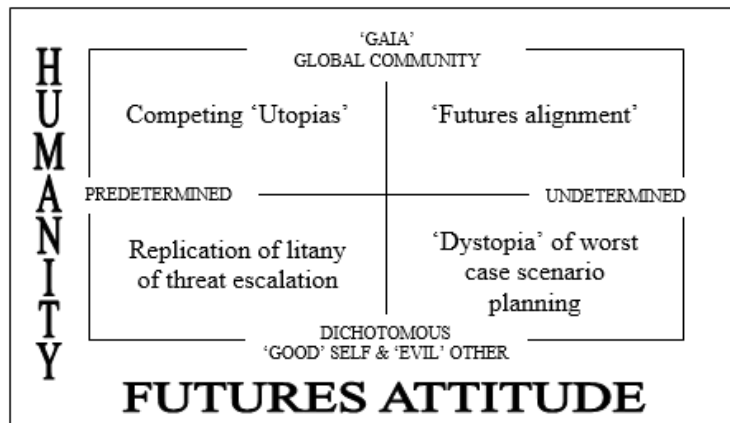 HUMANITY
‘GAIA’
GLOBAL COMMUNITY
Competing ‘Utopias’
‘Futures alignment’
PREDETERMINED
UNDETERMINED
Replication of litany
of threat escalation
‘Dystopia’ of worst
case scenario
planning
DICHOTOMOUS
‘GOOD’ SELF & ‘EVIL’ OTHER
FUTURES ATTITUDE